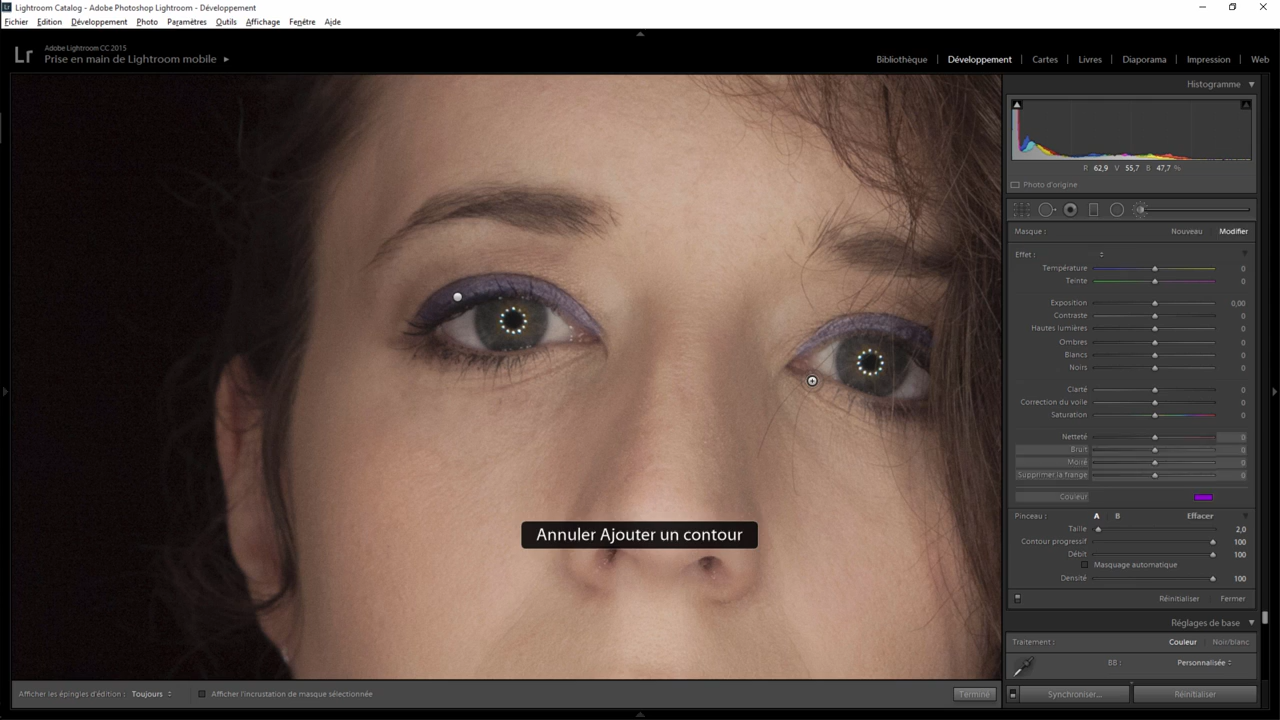 Lightroom Catalog - Adobe Photoshop Lightroom - Développement
Fichier Edition Développement Photo Paramètres Outils Affichage Fenêtre Aide
Lr
Adobe Lightroom CC 2015
Prise en main de Lightroom mobile
Bibliothèque | Développement | Cartes | Livres | Diaporama | Impression | Web
Histogramme
R 62,9 V 55,7 B 47,7 %
Photo d'origine
Masque : Nouveau Modifier
Effet :
Température 0
Teinte 0
Exposition 0,00
Contraste 0
Hautes lumières 0
Ombres 0
Blancs 0
Noirs 0
Clarté 0
Correction du voile 0
Saturation 0
Netteté 0
Bruit 0
Moiré 0
Supprimer la frange 0
Couleur
Pinceau : A B Effacer
Taille 2,0
Contour progressif 100
Débit 100
Masquage automatique
Densité 100
Réinitialiser Fermer
Réglages de base
Traitement : Couleur Noir/blanc
BB : Personnalisée
Synchroniser... Réinitialiser
Annuler Ajouter un contour
Afficher les épingles d'édition : Toujours Afficher l'incrustation de masque sélectionnée Terminé